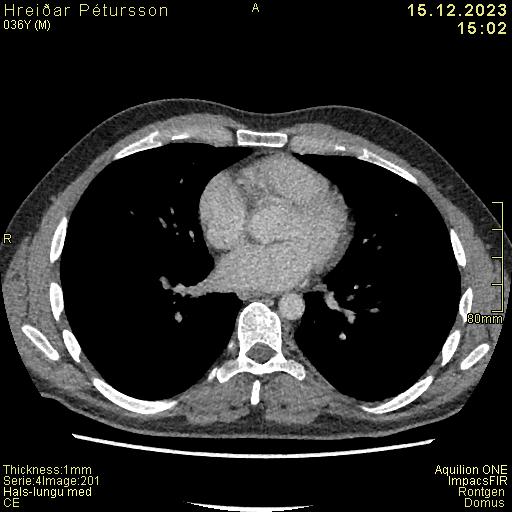 Hreiðar Pétursson
036Y (M)
A
15.12.2023
15:02
R
80mm
Thickness:1mm
Serie:4Image:201
Hals-lungu med
CE
Aquilion ONE
ImpacsFIR
Rontgen
Domus